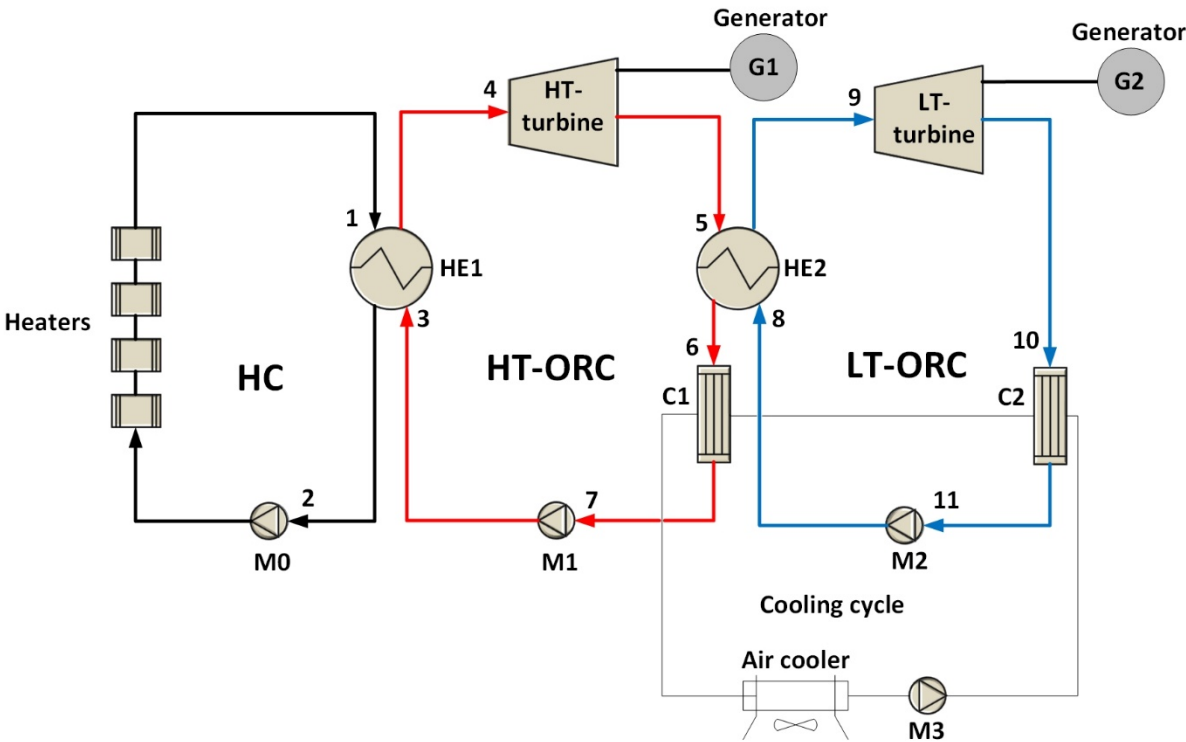 Generator
G1
Generator
G2
4
HT-
turbine
9
LT-
turbine
1
HE1
5
HE2
3
8
Heaters
HC
HT-ORC
LT-ORC
6
10
C1
C2
2
7
11
M0
M1
M2
Cooling cycle
Air cooler
M3